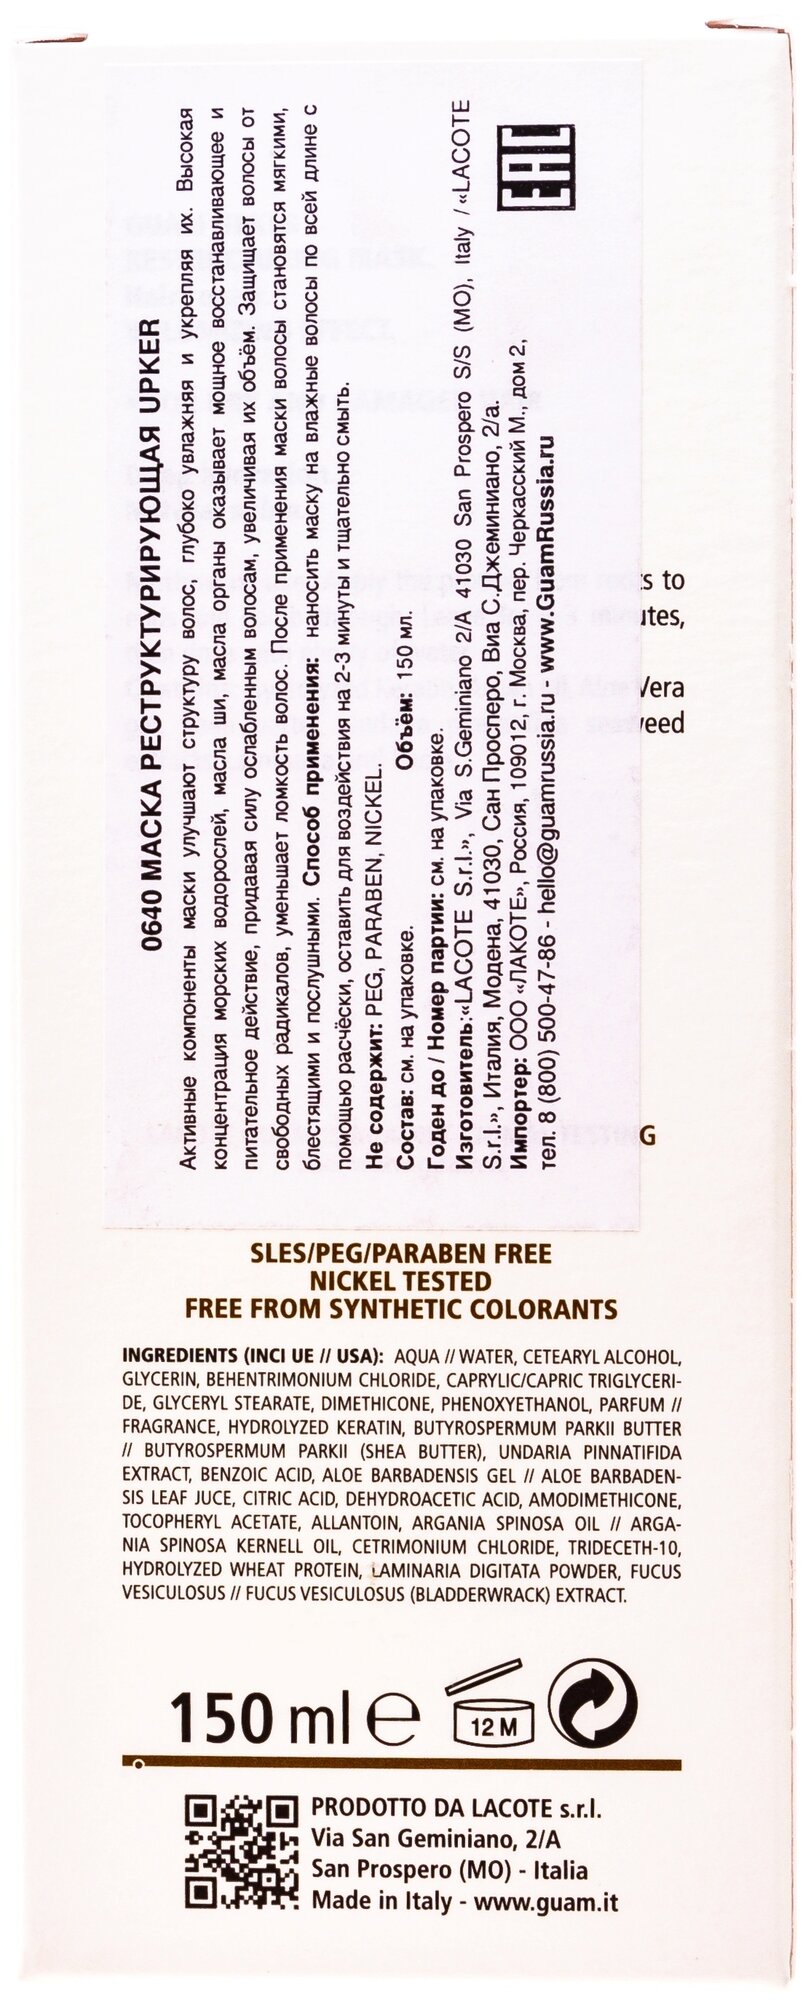 0640 МАСКА РЕСТРУКТУРИРУЮЩАЯ UPKER
Активные компоненты маски улучшают структуру волос, глубоко увлажняя и укрепляя их. Высокая
концентрация морских водорослей, масла ши, масла органы оказывает мощное восстанавливающее и
питательное действие, придавая силу ослабленным волосам, увеличивая их объём. Защищает волосы от
свободных радикалов, уменьшает ломкость волос. После применения маски волосы становятся мягкими,
блестящими и послушными. Способ применения: наносить маску на влажные волосы по всей длине с
помощью расчёски, оставить для воздействия на 2-3 минуты и тщательно смыть.
Не содержит: PEG, PARABEN, NICKEL.
Состав: см. на упаковке. Объём: 150 мл
Годен до / Номер партии: см. на упаковке.
Изготовитель:«LACOTE S.r.l.», Via S.Geminiano 2/A 41030 San Prospero S/S (MO), Italy / «LACOTE
S.r.l.», Италия, Модена, 41030, Сан Просперо, Виа С.Джеминиано, 2/а.
Импортер: ООО «ЛАКОТЕ», Россия, 109012, г. Москва, пер. Черкасский М., дом 2,
тел. 8 (800) 500-47-86 - hello@guamrussia.ru - www.GuamRussia.ru
EAC
s to
utes,
Vera
weed
G
SLES/PEG/PARABEN FREE
NICKEL TESTED
FREE FROM SYNTHETIC COLORANTS
INGREDIENTS (INCI UE // USA): AQUA // WATER, CETEARYL ALCOHOL,
GLYCERIN, BEHENTRIMONIUM CHLORIDE, CAPRYLIC/CAPRIC TRIGLYCERI-
DE, GLYCERYL STEARATE, DIMETHICONE, PHENOXYETHANOL, PARFUM //
FRAGRANCE, HYDROLYZED KERATIN, BUTYROSPERMUM PARKII BUTTER
// BUTYROSPERMUM PARKII (SHEA BUTTER), UNDARIA PINNATIFIDA
EXTRACT, BENZOIC ACID, ALOE BARBADENSIS GEL // ALOE BARBADEN-
SIS LEAF JUCE, CITRIC ACID, DEHYDROACETIC ACID, AMODIMETHICONE,
TOCOPHERYL ACETATE, ALLANTOIN, ARGANIA SPINOSA OIL // ARGA-
NIA SPINOSA KERNELL OIL, CETRIMONIUM CHLORIDE, TRIDECETH-10,
HYDROLYZED WHEAT PROTEIN, LAMINARIA DIGITATA POWDER, FUCUS
VESICULOSUS // FUCUS VESICULOSUS (BLADDERWRACK) EXTRACT.
150 ml e
12 M
PRODOTTO DA LACOTE s.r.l.
Via San Geminiano, 2/A
San Prospero (MO) - Italia
Made in Italy - www.guam.it